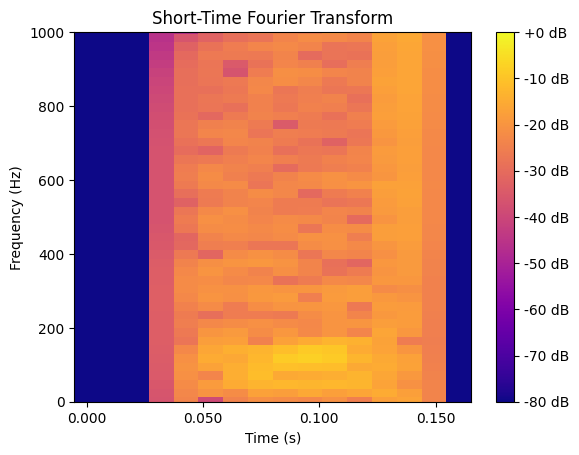 Short-Time Fourier Transform
1000
800
600
400
200
0
Frequency (Hz)
0.000
0.050
0.100
0.150
Time (s)
+0 dB
-10 dB
-20 dB
-30 dB
-40 dB
-50 dB
-60 dB
-70 dB
-80 dB